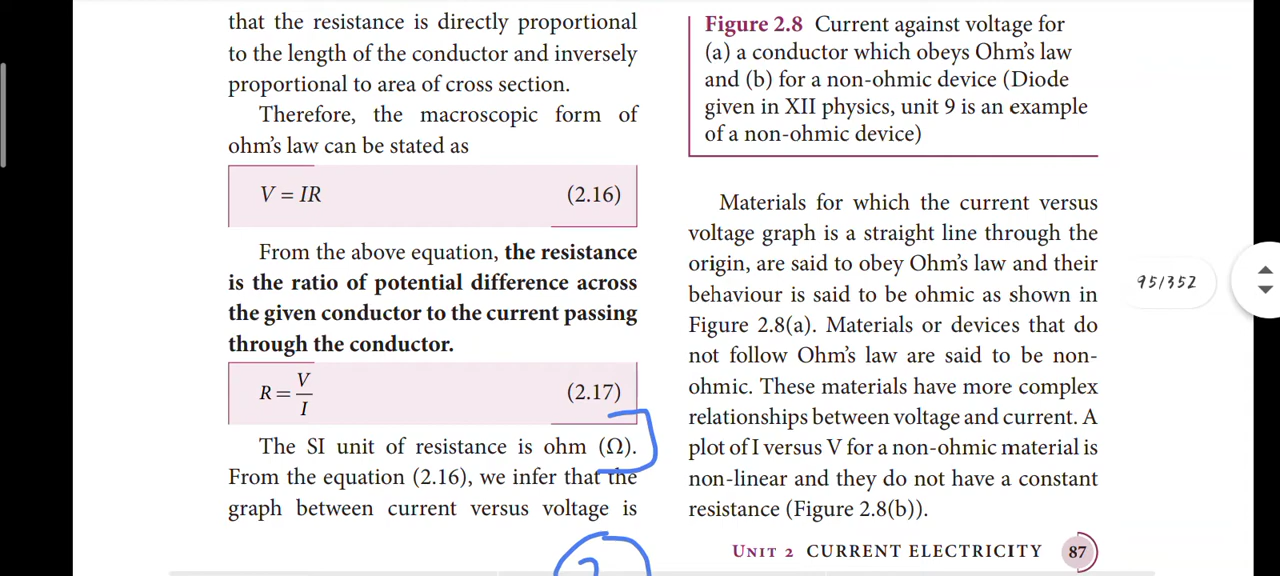 that the resistance is directly proportional
to the length of the conductor and inversely
proportional to area of cross section.
Therefore, the macroscopic form of
ohm's law can be stated as
V = IR (2.16)
From the above equation, the resistance
is the ratio of potential difference across
the given conductor to the current passing
through the conductor.
R = V/I (2.17)
The SI unit of resistance is ohm (Ω).
From the equation (2.16), we infer that the
graph between current versus voltage is
Figure 2.8 Current against voltage for
(a) a conductor which obeys Ohm's law
and (b) for a non-ohmic device (Diode
given in XII physics, unit 9 is an example
of a non-ohmic device)
Materials for which the current versus
voltage graph is a straight line through the
origin, are said to obey Ohm's law and their
behaviour is said to be ohmic as shown in
Figure 2.8(a). Materials or devices that do
not follow Ohm's law are said to be non-
ohmic. These materials have more complex
relationships between voltage and current. A
plot of I versus V for a non-ohmic material is
non-linear and they do not have a constant
resistance (Figure 2.8(b)).
UNIT 2 CURRENT ELECTRICITY 87
95/352